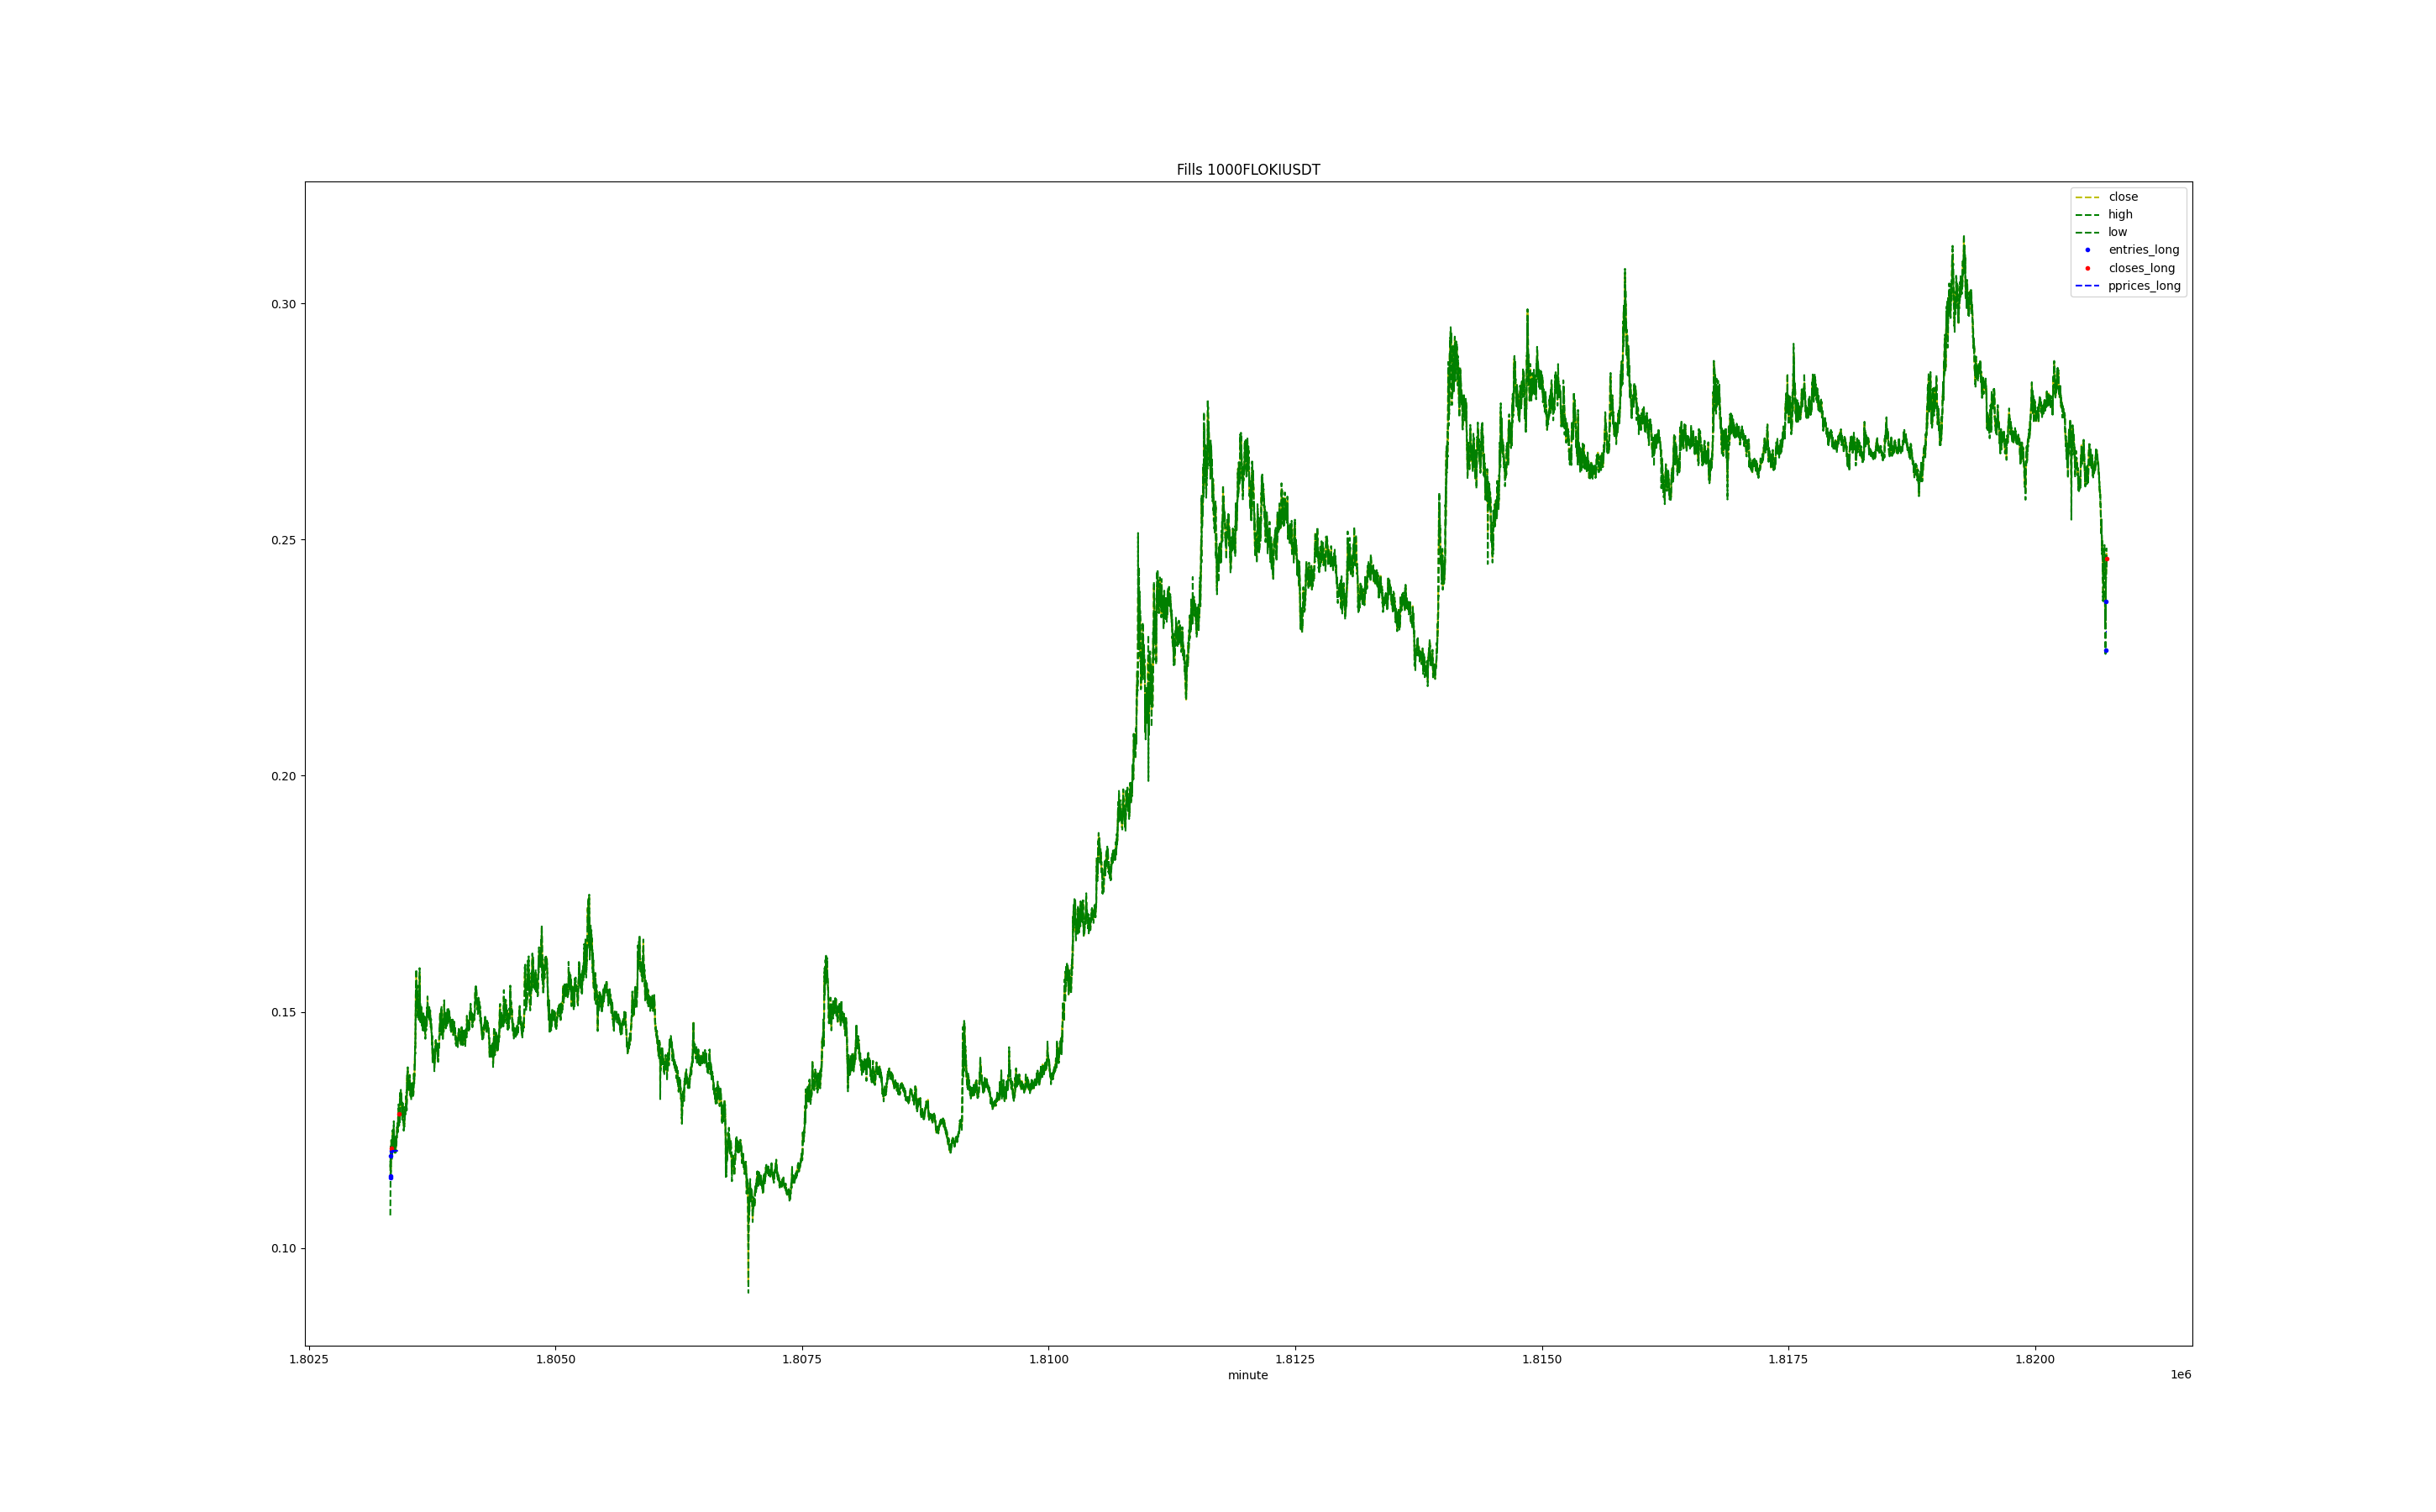 Fills 1000FLOKIUSDT
close
high
low
entries_long
closes_long
pprices_long
0.30
0.25
0.20
0.15
0.10
1.8025 1.8050 1.8075 1.8100 1.8125 1.8150 1.8175 1.8200
minute
1e6